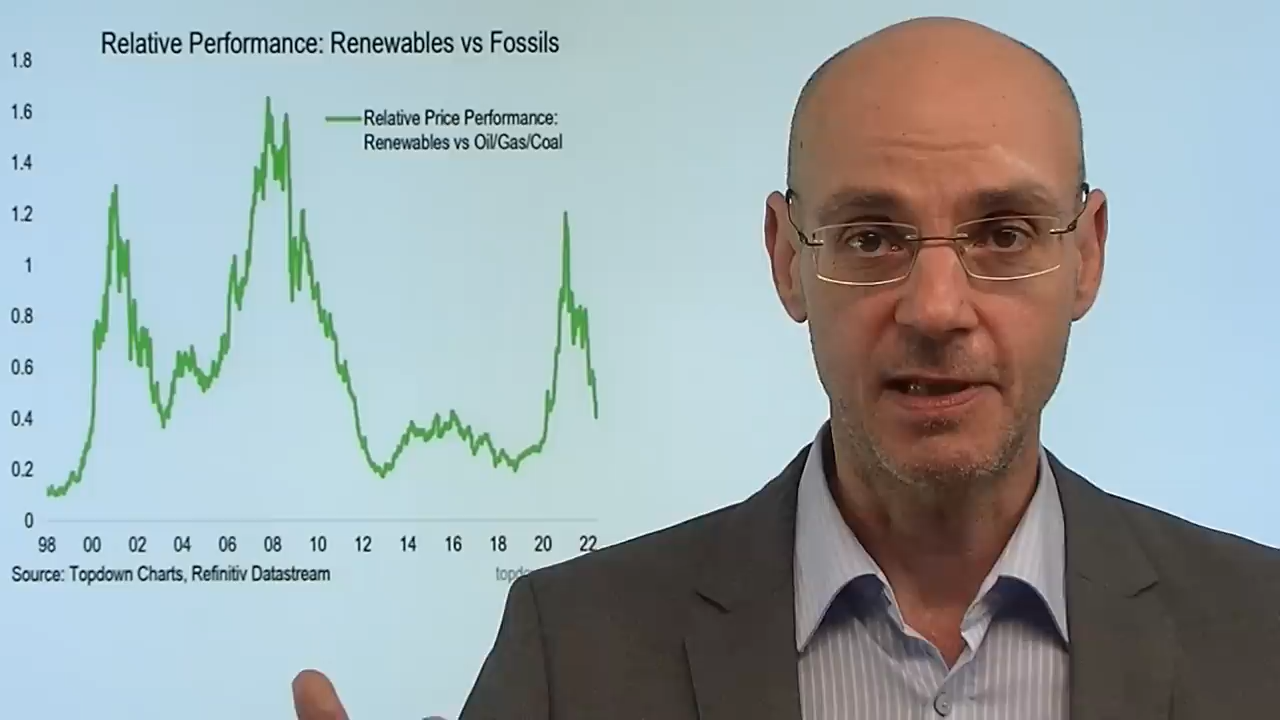 Relative Performance: Renewables vs Fossils
1.8
1.6
1.4
1.2
1
0.8
0.6
0.4
0.2
0
Relative Price Performance:
Renewables vs Oil/Gas/Coal
98 00 02 04 06 08 10 12 14 16 18 20 22
Source: Topdown Charts, Refinitiv Datastream